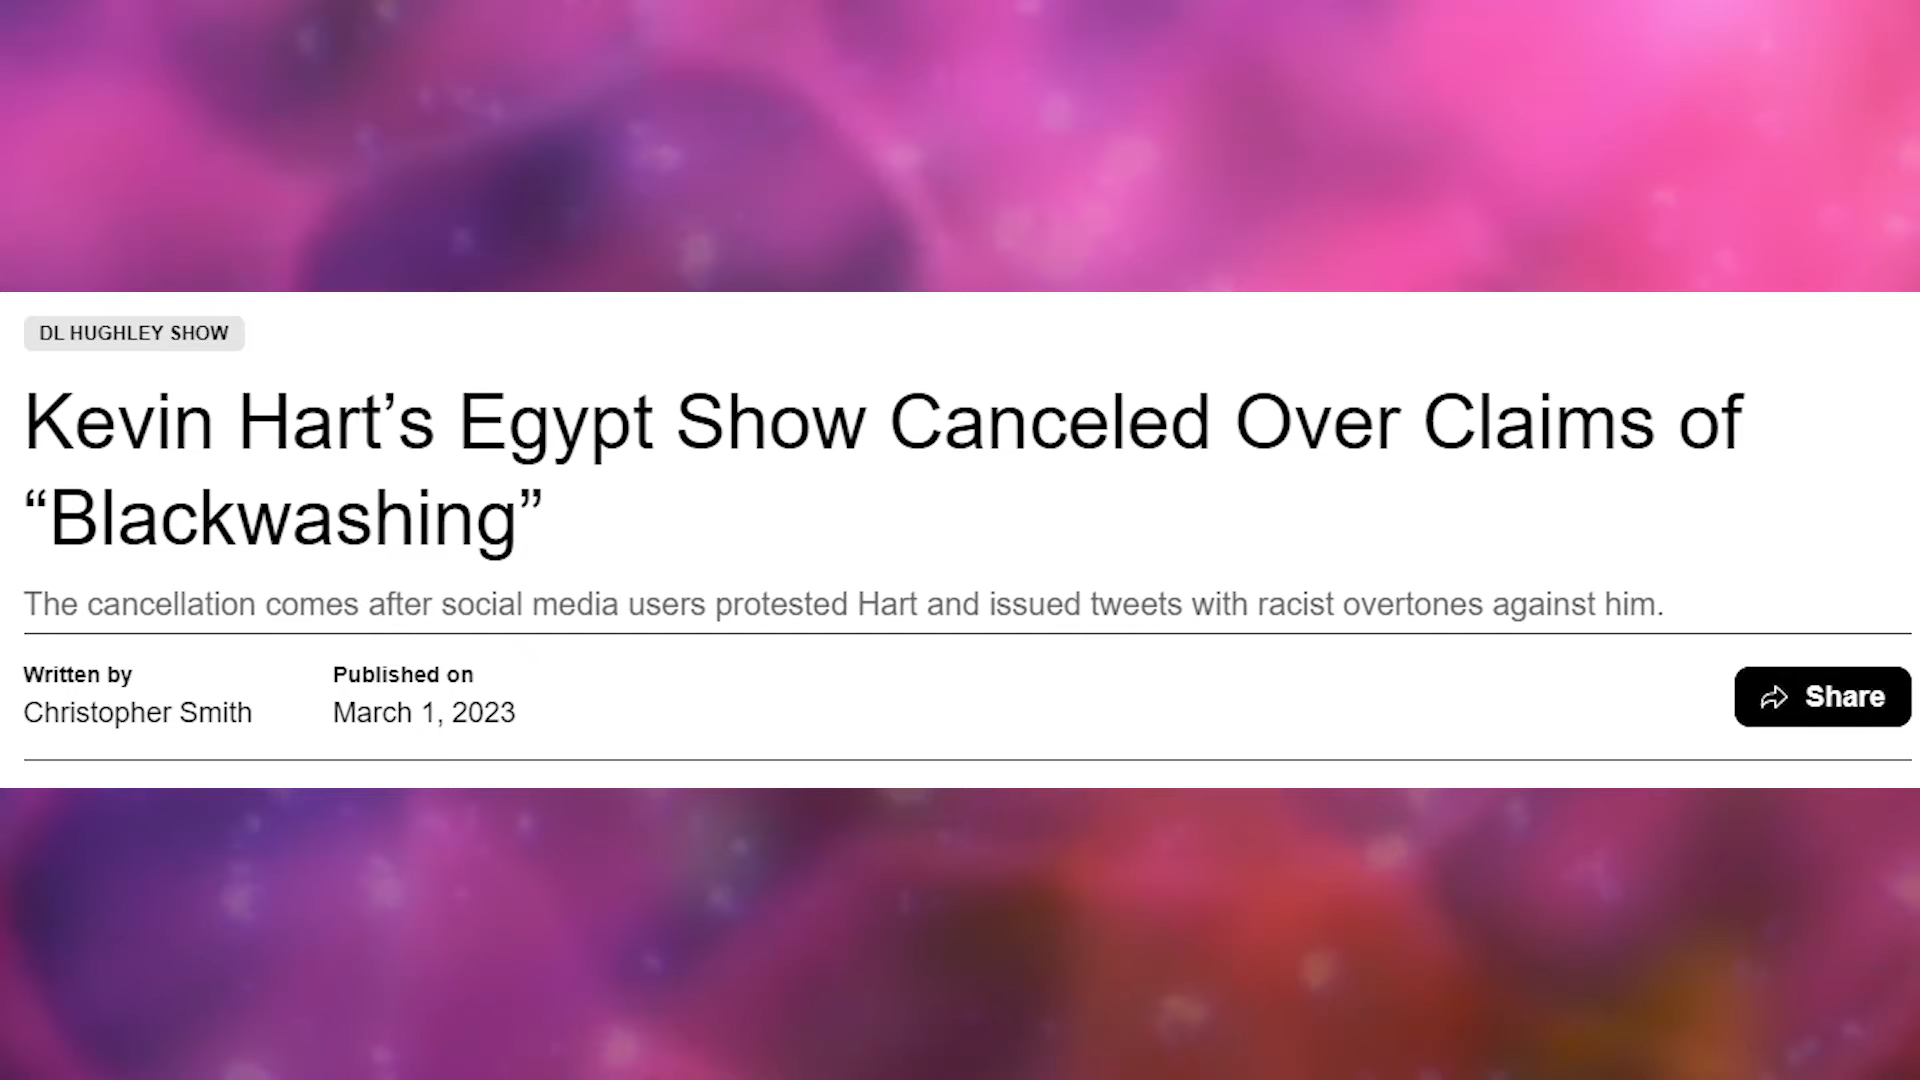 DL HUGHLEY SHOW
Kevin Hart’s Egypt Show Canceled Over Claims of
“Blackwashing”
The cancellation comes after social media users protested Hart and issued tweets with racist overtones against him.
Written by
Published on
Christopher Smith
March 1, 2023
Share